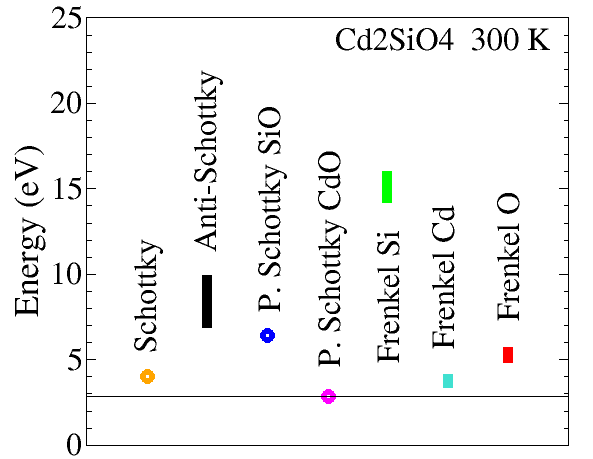 Cd2SiO4 300 K
Energy (eV)
25
20
15
10
5
0
Schottky
Anti-Schottky
P. Schottky SiO
P. Schottky CdO
Frenkel Si
Frenkel Cd
Frenkel O